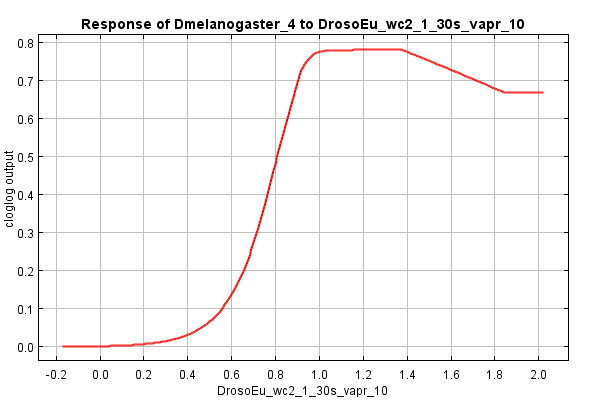 Response of Dmelanogaster_4 to DrosoEu_wc2_1_30s_vapr_10
cloglog output
0.8
0.7
0.6
0.5
0.4
0.3
0.2
0.1
0.0
-0.2 0.0 0.2 0.4 0.6 0.8 1.0 1.2 1.4 1.6 1.8 2.0
DrosoEu_wc2_1_30s_vapr_10